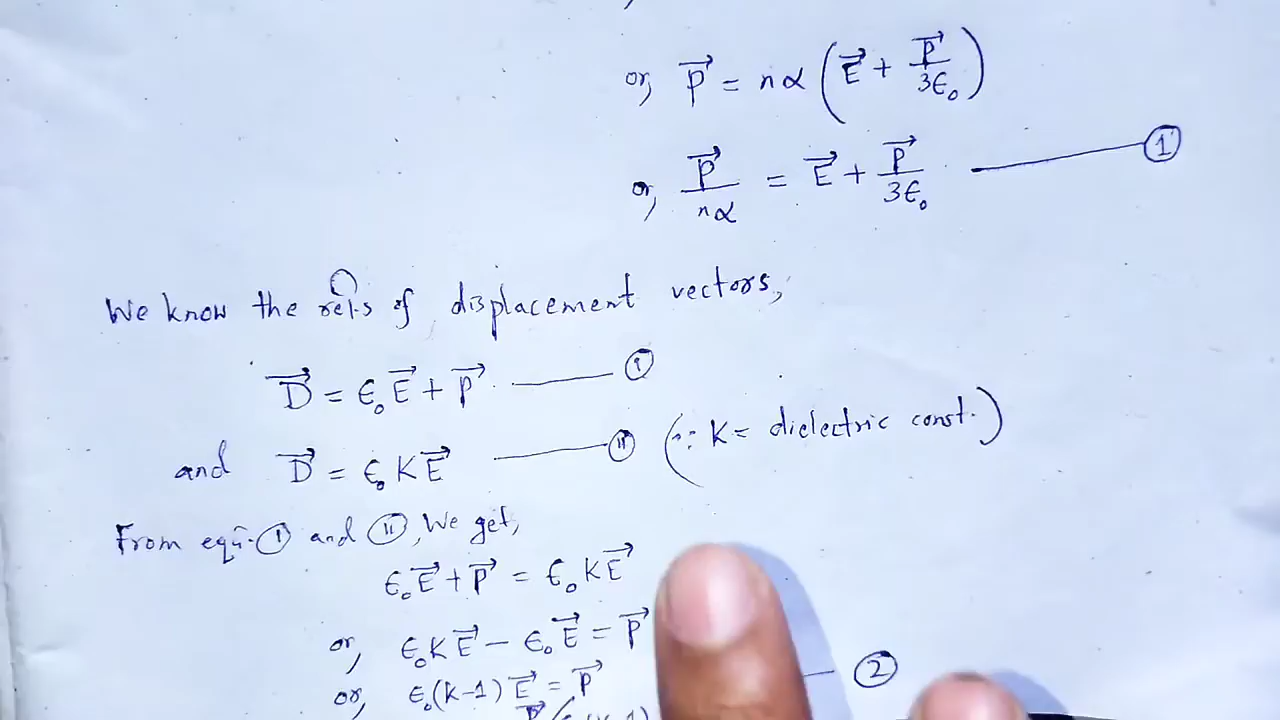 or, P⃗ = nα (E⃗ + P⃗/3ϵ₀)
or, P⃗/nα = E⃗ + P⃗/3ϵ₀ —— ①
We know the relns of displacement vectors,
D⃗ = ϵ₀E⃗ + P⃗ —— Ⓘ
and D⃗ = ϵ₀KE⃗ —— Ⓘⓘ (∵ K = dielectric const.)
From eqn. Ⓘ and Ⓘⓘ, We get,
ϵ₀E⃗ + P⃗ = ϵ₀KE⃗
or, ϵ₀KE⃗ − ϵ₀E⃗ = P⃗
or, ϵ₀(K-1)E⃗ = P⃗ — ②